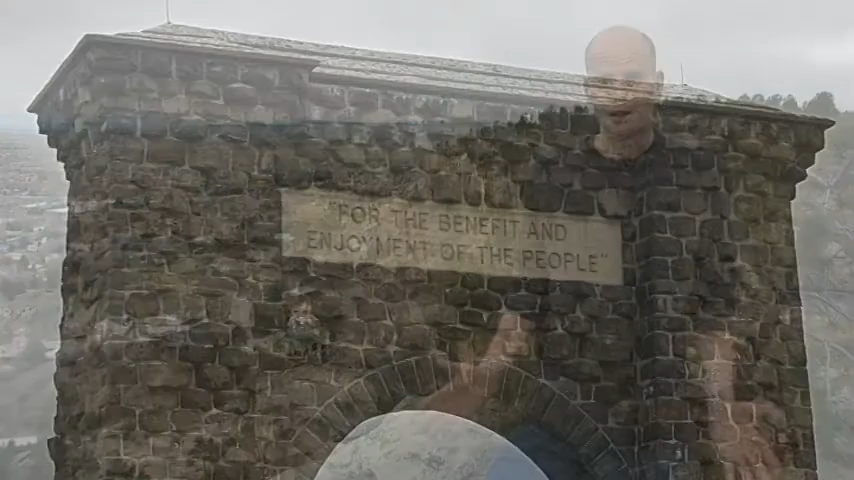 "FOR THE BENEFIT AND
ENJOYMENT OF THE PEOPLE"